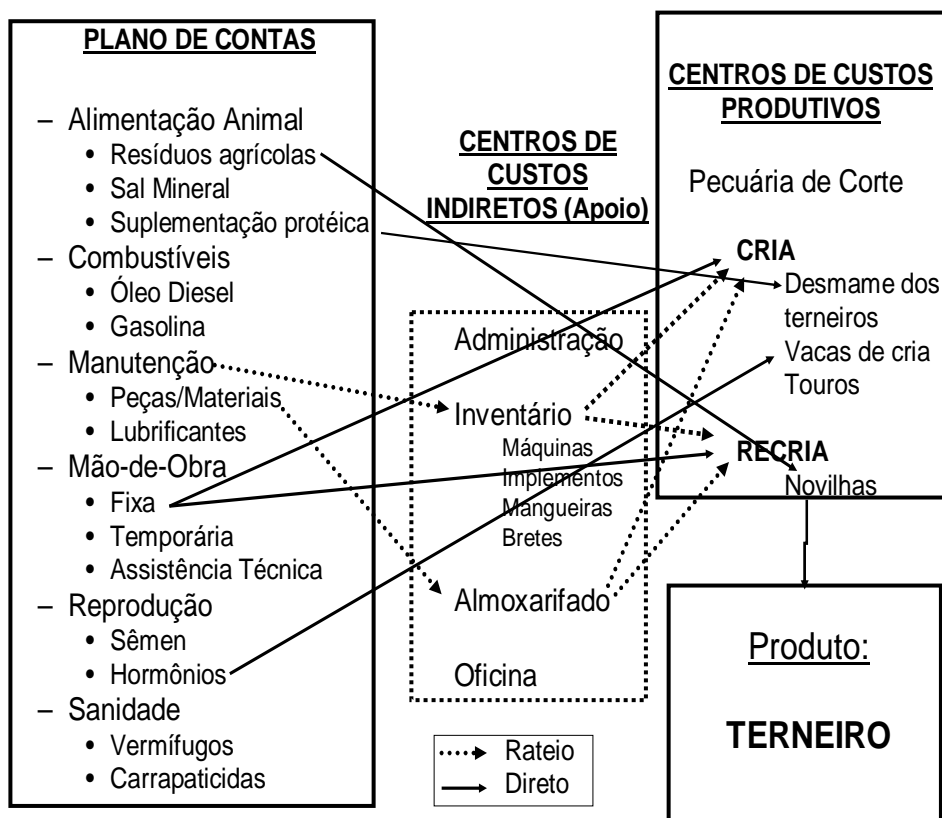 PLANO DE CONTAS
– Alimentação Animal
• Resíduos agrícolas
• Sal Mineral
• Suplementação protéica
– Combustíveis
• Óleo Diesel
• Gasolina
– Manutenção
• Peças/Materiais
• Lubrificantes
– Mão-de-Obra
• Fixa
• Temporária
• Assistência Técnica
– Reprodução
• Sêmen
• Hormônios
– Sanidade
• Vermífugos
• Carrapaticidas
CENTROS DE
CUSTOS
INDIRETOS (Apoio)
Administração
Inventário
Máquinas
Implementos
Mangueiras
Bretes
Almoxarifado
Oficina
Rateio
Direto
CENTROS DE CUSTOS
PRODUTIVOS
Pecuária de Corte
CRIA
Desmame dos
terneiros
Vacas de cria
Touros
RECRIA
Novilhas
Produto:
TERNEIRO